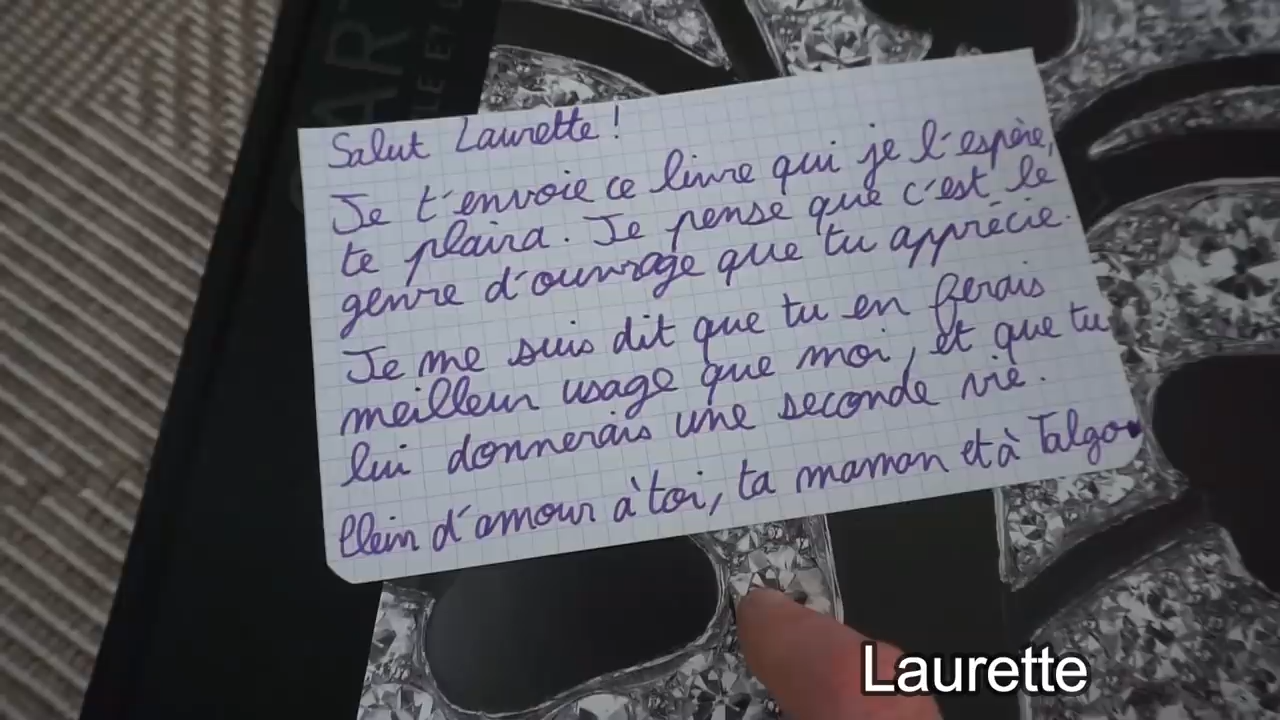 Salut Laurette !
Je t'envoie ce livre qui je l'espère,
te plaira. Je pense que c'est le
genre d'ouvrage que tu apprécie.
Je me suis dit que tu en ferais
meilleur usage que moi, et que tu
lui donnerais une seconde vie.
Plein d'amour à toi, ta maman et à Talgo
Laurette